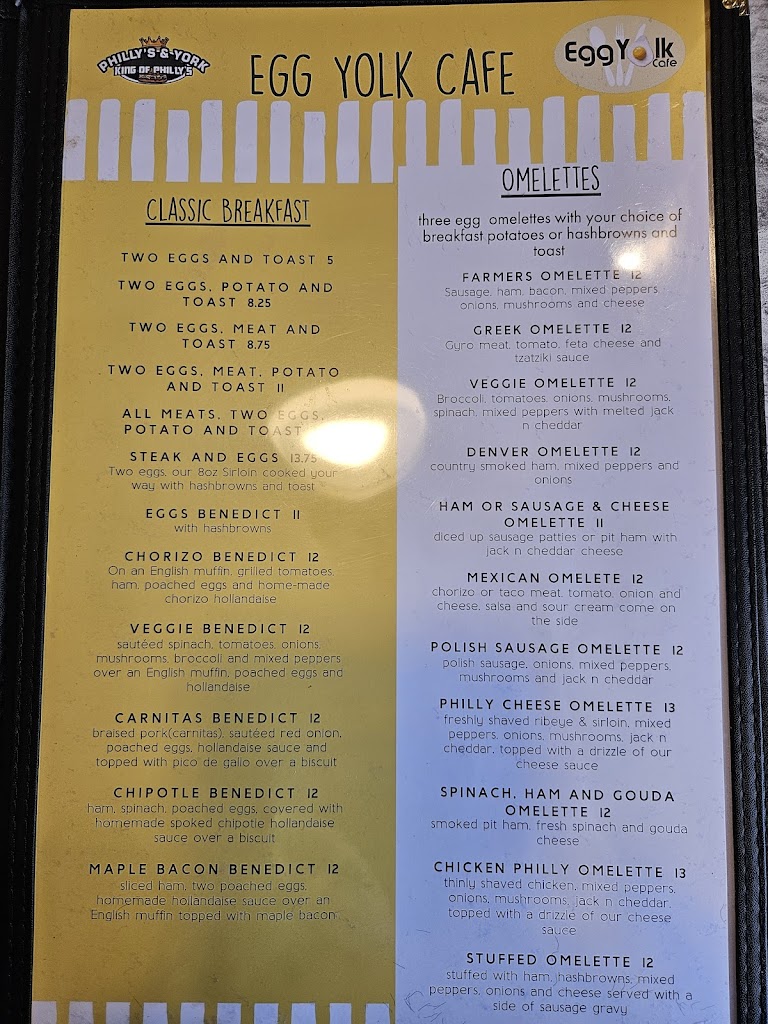 PHILLY'S & YORK
KING OF PHILLY'S
EGG YOLK CAFE
Egg Yolk
cafe
CLASSIC BREAKFAST
TWO EGGS AND TOAST 5
TWO EGGS, POTATO AND
TOAST 8.25
TWO EGGS, MEAT AND
TOAST 8.75
TWO EGGS, MEAT, POTATO
AND TOAST 11
ALL MEATS, TWO EGGS,
POTATO AND TOAST
STEAK AND EGGS 13.75
Two eggs, our 8oz Sirloin cooked your
way with hashbrowns and toast
EGGS BENEDICT 11
with hashbrowns
CHORIZO BENEDICT 12
On an English muffin, grilled tomatoes,
ham, poached eggs and home-made
chorizo hollandaise
VEGGIE BENEDICT 12
sautéed spinach, tomatoes, onions,
mushrooms, broccoli and mixed peppers
over an English muffin, poached eggs and
hollandaise
CARNITAS BENEDICT 12
braised pork(carnitas), sautéed red onion,
poached eggs, hollandaise sauce and
topped with pico de gallo over a biscuit
CHIPOTLE BENEDICT 12
ham, spinach, poached eggs, covered with
homemade spoked chipotle hollandaise
sauce over a biscuit
MAPLE BACON BENEDICT 12
sliced ham, two poached eggs,
homemade hollandaise sauce over an
English muffin topped with maple bacon
OMELETTES
three egg omelettes with your choice of
breakfast potatoes or hashbrowns and
toast
FARMERS OMELETTE 12
Sausage, ham, bacon, mixed peppers,
onions, mushrooms and cheese
GREEK OMELETTE 12
Gyro meat, tomato, feta cheese and
tzatziki sauce
VEGGIE OMELETTE 12
Broccoli, tomatoes, onions, mushrooms,
spinach, mixed peppers with melted jack
n cheddar
DENVER OMELETTE 12
country smoked ham, mixed peppers and
onions
HAM OR SAUSAGE & CHEESE
OMELETTE 11
diced up sausage patties or pit ham with
jack n cheddar cheese
MEXICAN OMELETE 12
chorizo or taco meat, tomato, onion and
cheese, salsa and sour cream come on
the side
POLISH SAUSAGE OMELETTE 12
polish sausage, onions, mixed peppers,
mushrooms and jack n cheddar
PHILLY CHEESE OMELETTE 13
freshly shaved ribeye & sirloin, mixed
peppers, onions, mushrooms, jack n
cheddar, topped with a drizzle of our
cheese sauce
SPINACH, HAM AND GOUDA
OMELETTE 12
smoked pit ham, fresh spinach and gouda
cheese
CHICKEN PHILLY OMELETTE 13
thinly shaved chicken, mixed peppers,
onions, mushrooms, jack n cheddar,
topped with a drizzle of our cheese
sauce
STUFFED OMELETTE 12
stuffed with ham, hashbrowns, mixed
peppers, onions and cheese served with a
side of sausage gravy